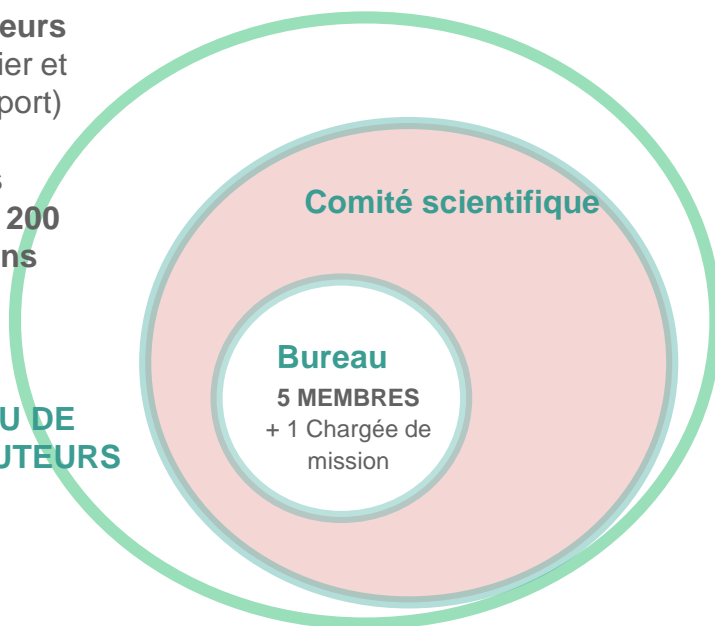 eurs
ier et
port)
s
200
ns
Comité scientifique
Bureau
5 MEMBRES
+ 1 Chargée de
mission
U DE
UTEURS